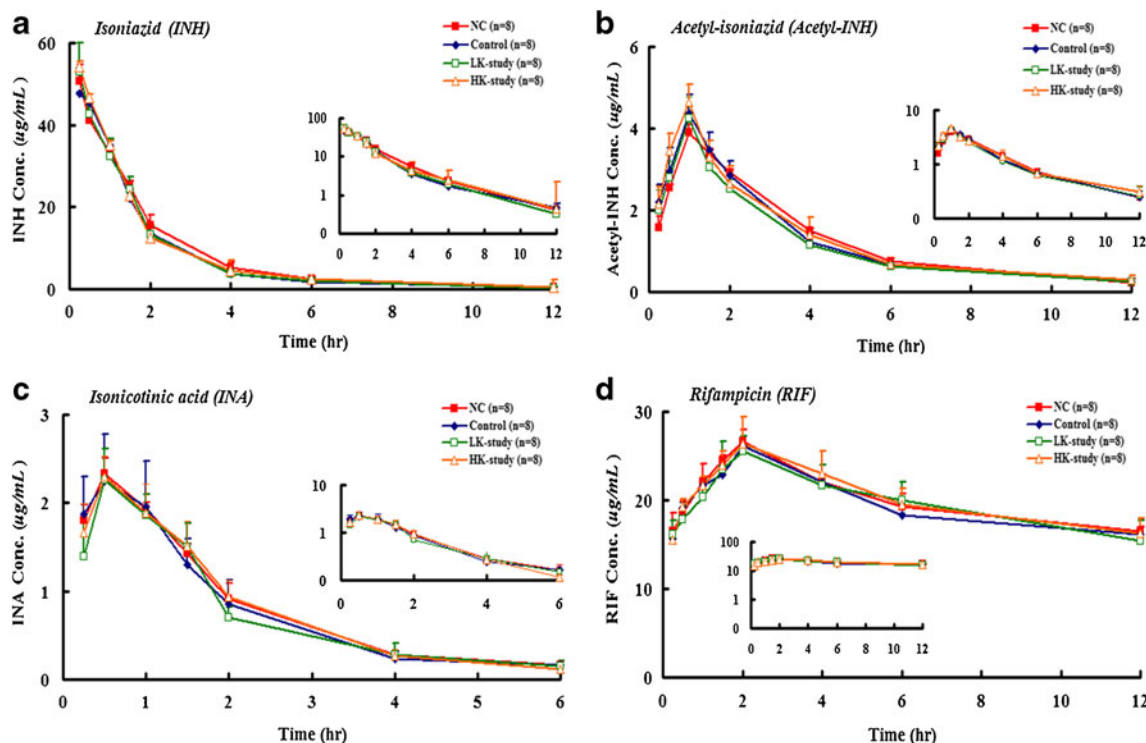 a
Isoniazid (INH)
NC (n=8)
Control (n=8)
LK-study (n=8)
HK-study (n=8)
INH Conc. (ug/mL)
60
40
20
0
0 2 4 6 8 10 12
Time (hr)
100
10
1
0
0 2 4 6 8 10 12
b
Acetyl-isoniazid (Acetyl-INH)
NC (n=8)
Control (n=8)
LK-study (n=8)
HK-study (n=8)
Acetyl-INH Conc. (ug/mL)
6
4
2
0
0 2 4 6 8 10 12
Time (hr)
10
1
0
0 2 4 6 8 10 12
c
Isonicotinic acid (INA)
NC (n=8)
Control (n=8)
LK-study (n=8)
HK-study (n=8)
INA Conc. (ug/mL)
3
2
1
0
0 1 2 3 4 5 6
Time (hr)
10
1
0
0 2 4 6
d
Rifampicin (RIF)
NC (n=8)
Control (n=8)
LK-study (n=8)
HK-study (n=8)
RIF Conc. (ug/mL)
30
20
10
0
0 2 4 6 8 10 12
Time (hr)
100
10
1
0
0 2 4 6 8 10 12